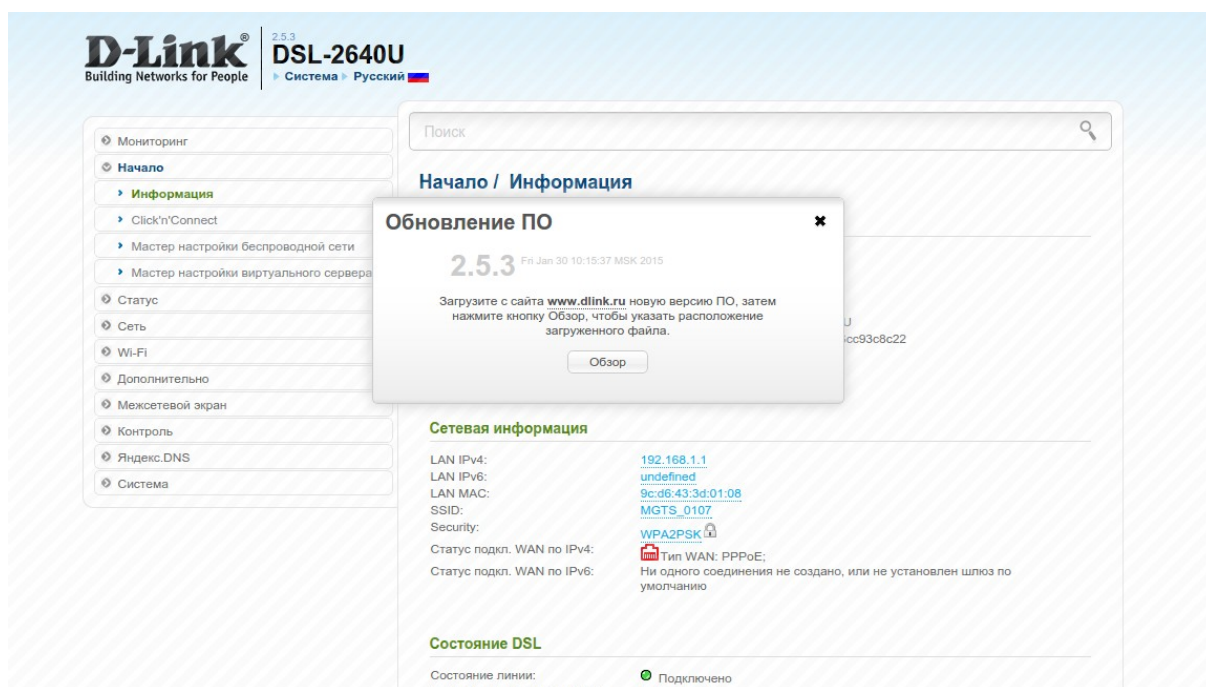 D-Link®
Building Networks for People
2.5.3
DSL-2640U
Система
Русский
Мониторинг
Начало
Информация
Click'n'Connect
Мастер настройки беспроводной сети
Мастер настройки виртуального сервера
Статус
Сеть
Wi-Fi
Дополнительно
Межсетевой экран
Контроль
Яндекс.DNS
Система
Поиск
Начало / Информация
Обновление ПО
2.5.3 Fri Jan 30 10:15:37 MSK 2015
Загрузите с сайта www.dlink.ru новую версию ПО, затем
нажмите кнопку Обзор, чтобы указать расположение
загруженного файла.
Обзор
cc93c8c22
Сетевая информация
LAN IPv4: 192.168.1.1
LAN IPv6: undefined
LAN MAC: 9c:d6:43:3d:01:08
SSID: MGTS_0107
Security: WPA2PSK
Статус подкл. WAN по IPv4: Тип WAN: PPPoE;
Статус подкл. WAN по IPv6: Ни одного соединения не создано, или не установлен шлюз по
умолчанию
Состояние DSL
Состояние линии: Подключено